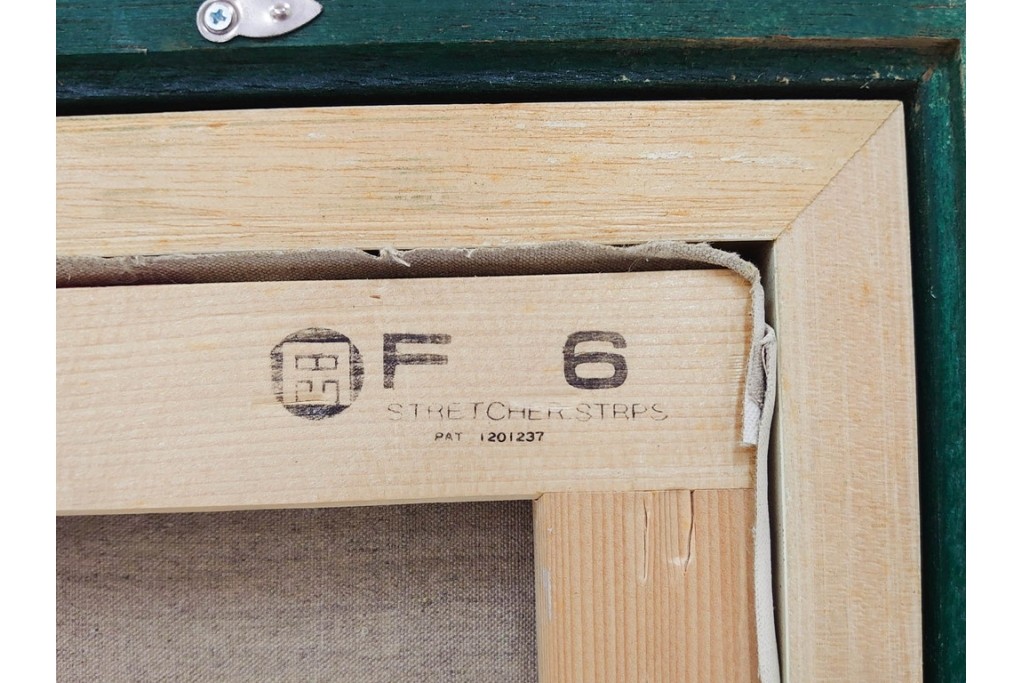 F 6
STRETCHER.STRPS
PAT 1201237